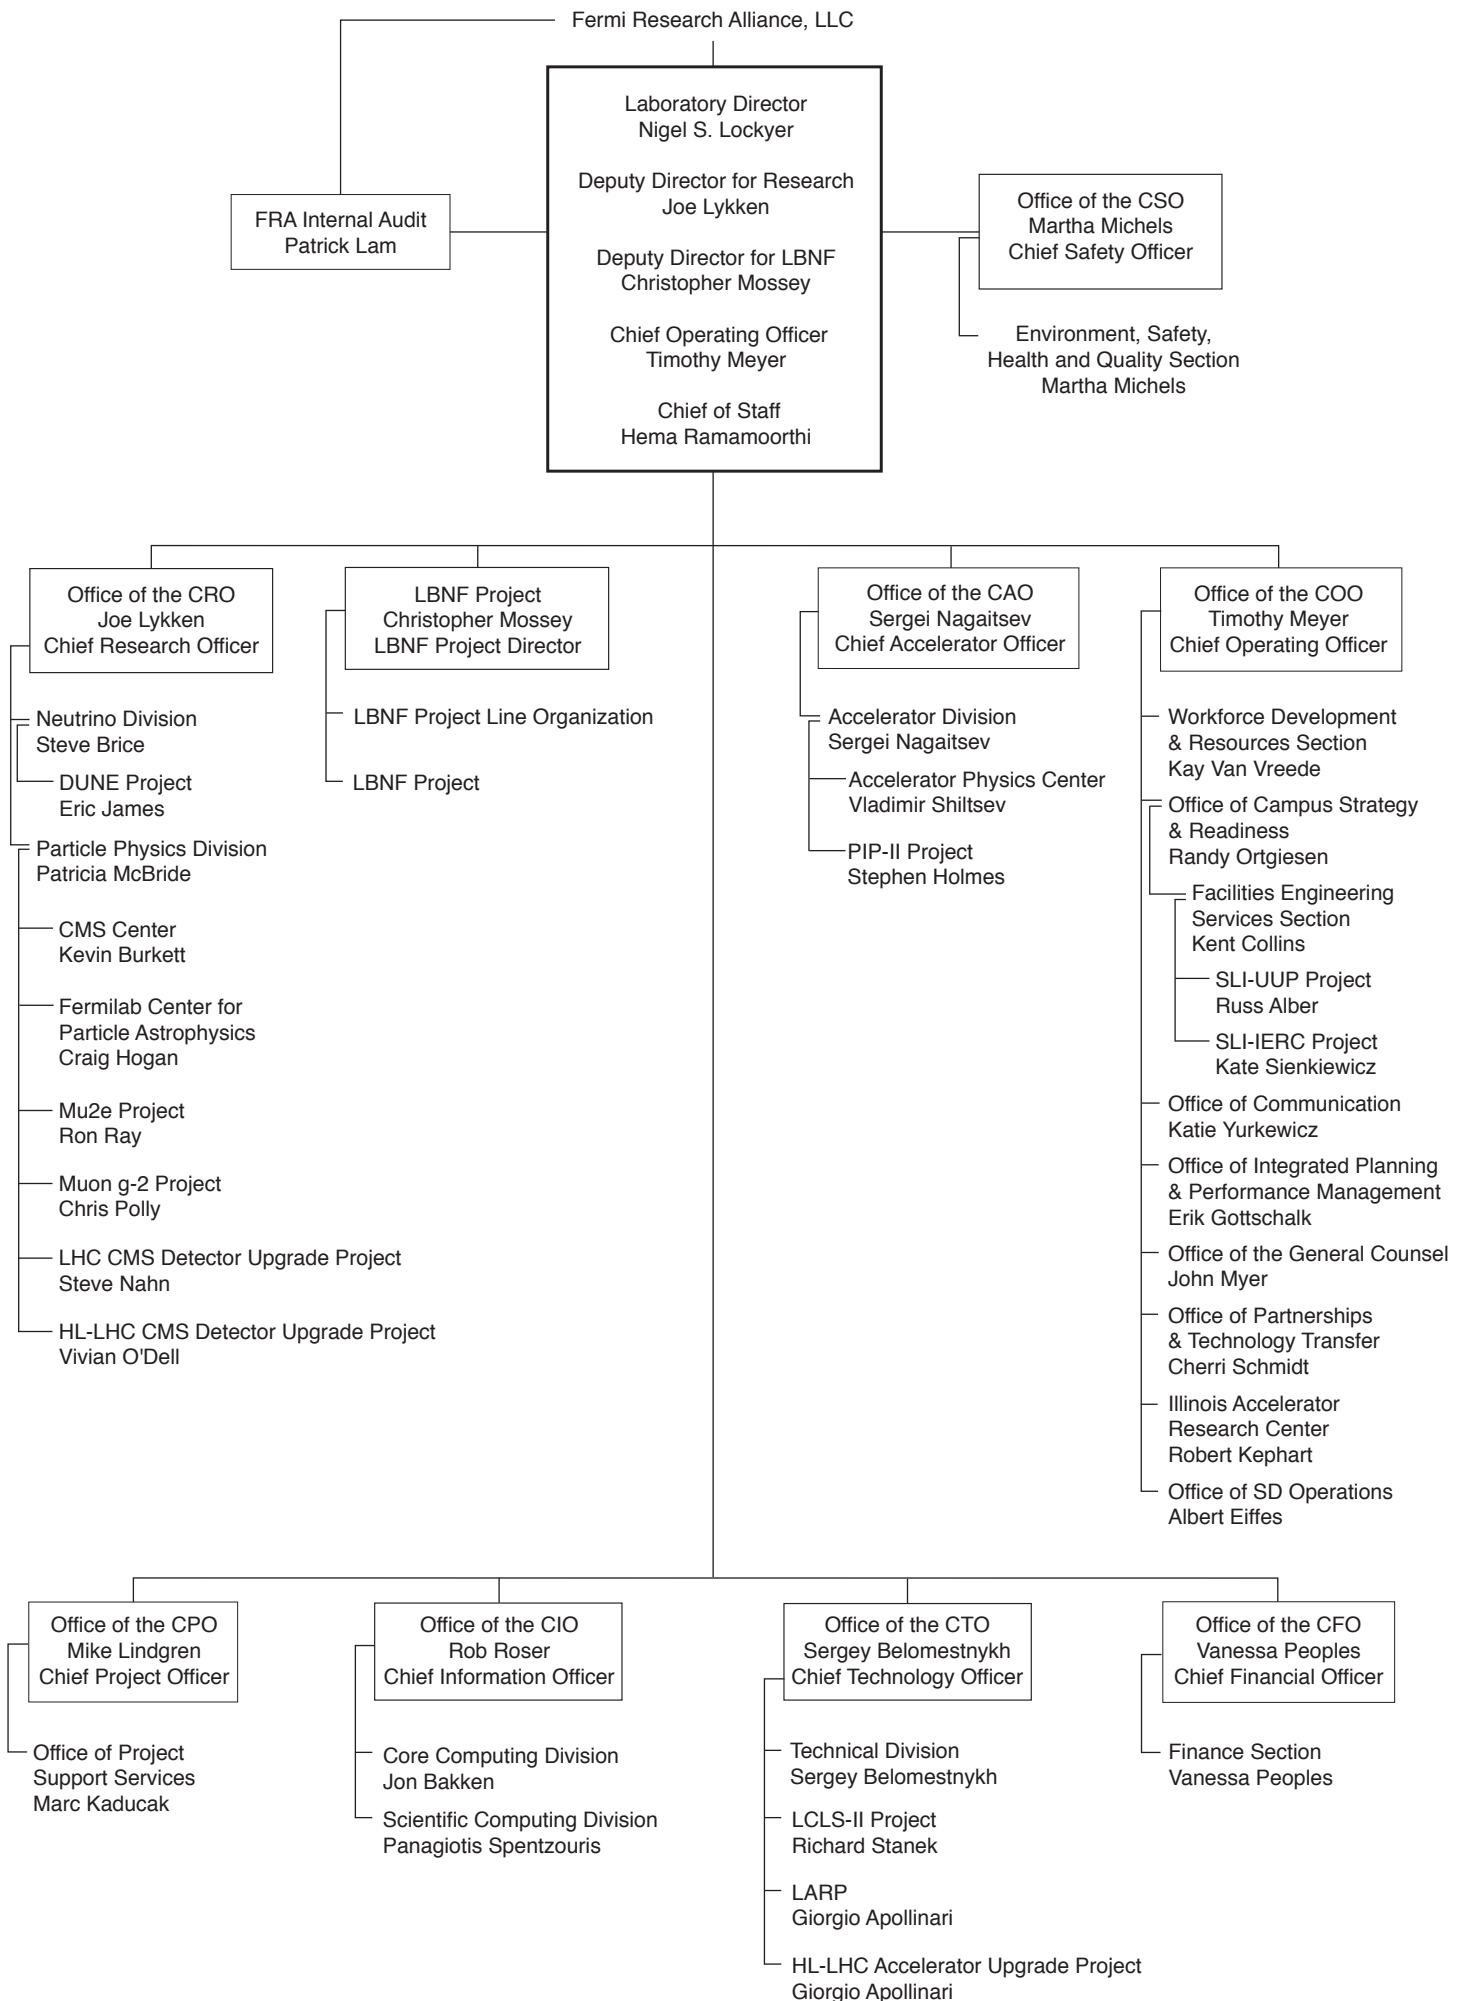 Fermi Research Alliance, LLC
Laboratory Director
Nigel S. Lockyer
Deputy Director for Research
Joe Lykken
Deputy Director for LBNF
Christopher Mossey
Chief Operating Officer
Timothy Meyer
Chief of Staff
Hema Ramamoorthi
FRA Internal Audit
Patrick Lam
Office of the CSO
Martha Michels
Chief Safety Officer
Environment, Safety,
Health and Quality Section
Martha Michels
Office of the CRO
Joe Lykken
Chief Research Officer
Neutrino Division
Steve Brice
DUNE Project
Eric James
Particle Physics Division
Patricia McBride
CMS Center
Kevin Burkett
Fermilab Center for
Particle Astrophysics
Craig Hogan
Mu2e Project
Ron Ray
Muon g-2 Project
Chris Polly
LHC CMS Detector Upgrade Project
Steve Nahn
HL-LHC CMS Detector Upgrade Project
Vivian O'Dell
LBNF Project
Christopher Mossey
LBNF Project Director
LBNF Project Line Organization
LBNF Project
Office of the CAO
Sergei Nagaitsev
Chief Accelerator Officer
Accelerator Division
Sergei Nagaitsev
Accelerator Physics Center
Vladimir Shiltsev
PIP-II Project
Stephen Holmes
Office of the COO
Timothy Meyer
Chief Operating Officer
Workforce Development
& Resources Section
Kay Van Vreede
Office of Campus Strategy
& Readiness
Randy Ortgiesen
Facilities Engineering
Services Section
Kent Collins
SLI-UUP Project
Russ Alber
SLI-IERC Project
Kate Sienkiewicz
Office of Communication
Katie Yurkewicz
Office of Integrated Planning
& Performance Management
Erik Gottschalk
Office of the General Counsel
John Myer
Office of Partnerships
& Technology Transfer
Cherri Schmidt
Illinois Accelerator
Research Center
Robert Kephart
Office of SD Operations
Albert Eiffes
Office of the CPO
Mike Lindgren
Chief Project Officer
Office of Project
Support Services
Marc Kaducak
Office of the CIO
Rob Roser
Chief Information Officer
Core Computing Division
Jon Bakken
Scientific Computing Division
Panagiotis Spentzouris
Office of the CTO
Sergey Belomestnykh
Chief Technology Officer
Technical Division
Sergey Belomestnykh
LCLS-II Project
Richard Stanek
LARP
Giorgio Apollinari
HL-LHC Accelerator Upgrade Project
Giorgio Apollinari
Office of the CFO
Vanessa Peoples
Chief Financial Officer
Finance Section
Vanessa Peoples